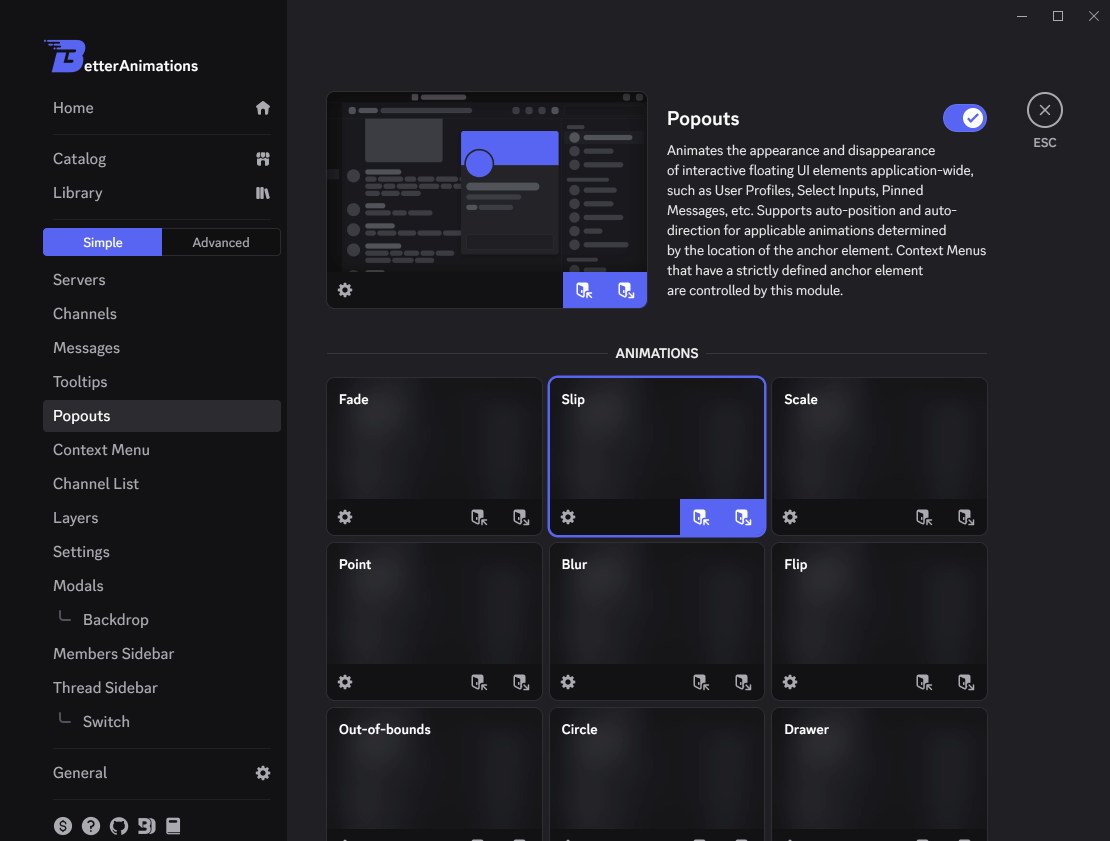 BetterAnimations
Home
Catalog
Library
Simple
Advanced
Servers
Channels
Messages
Tooltips
Popouts
Context Menu
Channel List
Layers
Settings
Modals
Backdrop
Members Sidebar
Thread Sidebar
Switch
General
Popouts
Animates the appearance and disappearance
of interactive floating UI elements application-wide,
such as User Profiles, Select Inputs, Pinned
Messages, etc. Supports auto-position and auto-
direction for applicable animations determined
by the location of the anchor element. Context Menus
that have a strictly defined anchor element
are controlled by this module.
ESC
ANIMATIONS
Fade
Slip
Scale
Point
Blur
Flip
Out-of-bounds
Circle
Drawer